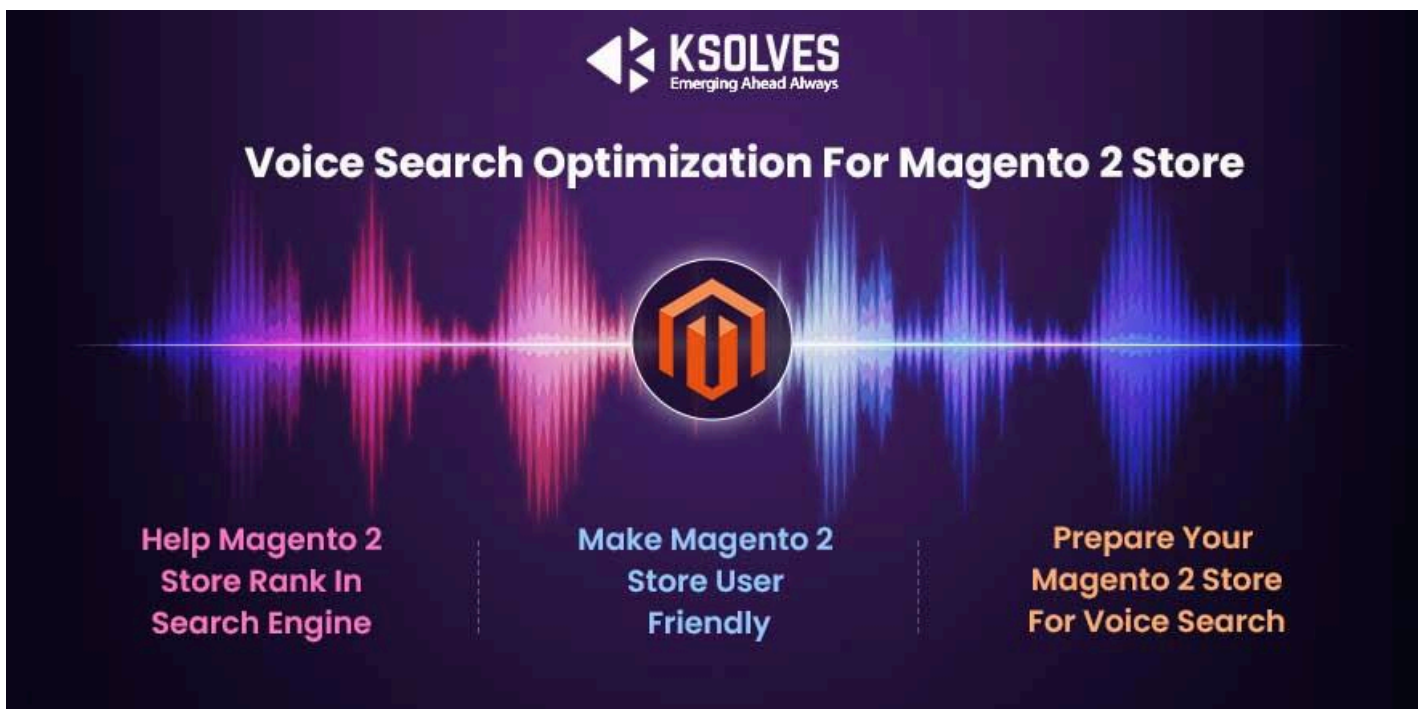 KSOLVES
Emerging Ahead Always
Voice Search Optimization For Magento 2 Store
Help Magento 2
Store Rank In
Search Engine
Make Magento 2
Store User
Friendly
Prepare Your
Magento 2 Store
For Voice Search